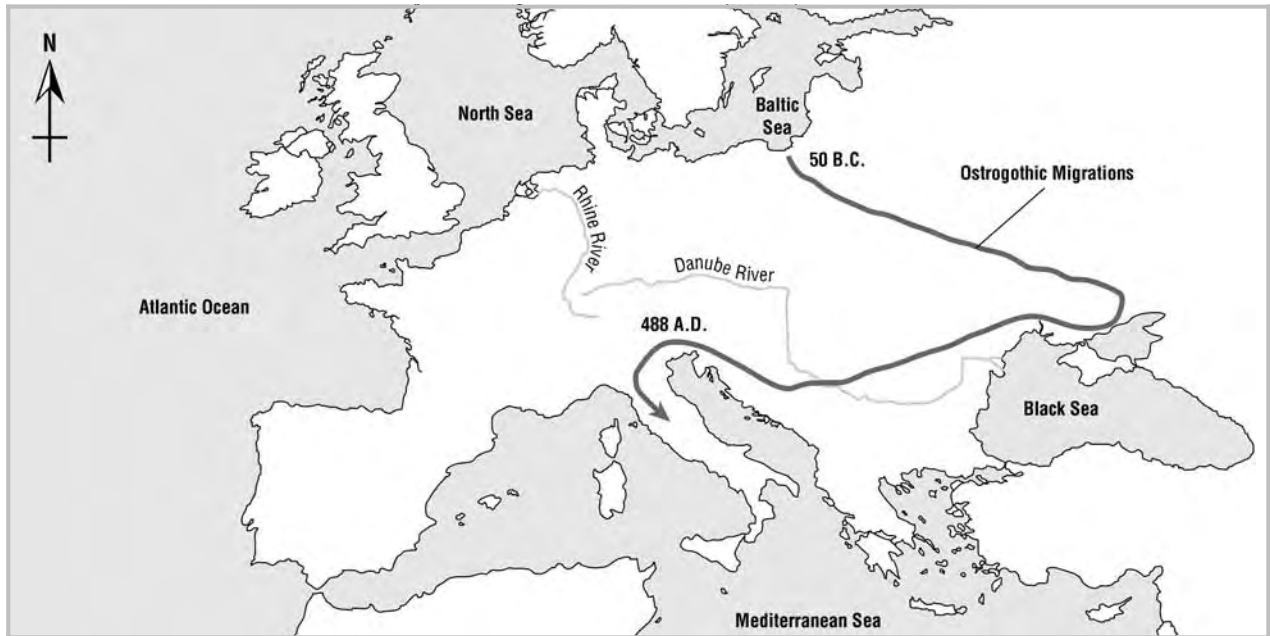 N
North Sea
Baltic
Sea
50 B.C.
Ostrogothic Migrations
Rhine River
Danube River
Atlantic Ocean
488 A.D.
Black Sea
Mediterranean Sea